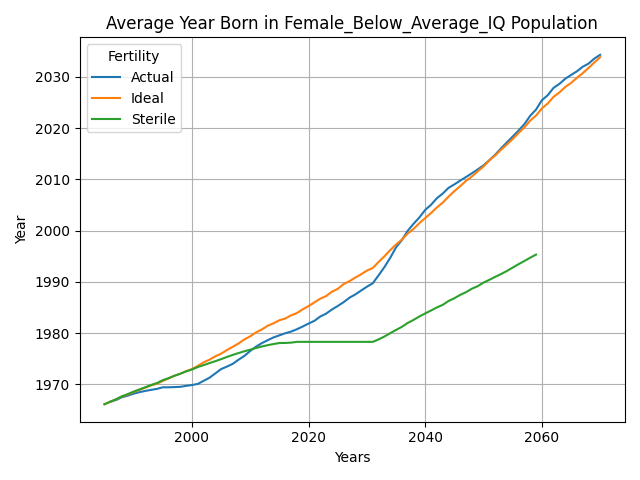 Average Year Born in Female_Below_Average_IQ Population
Fertility
Actual
Ideal
Sterile
Year
2030
2020
2010
2000
1990
1980
1970
2000
2020
2040
2060
Years